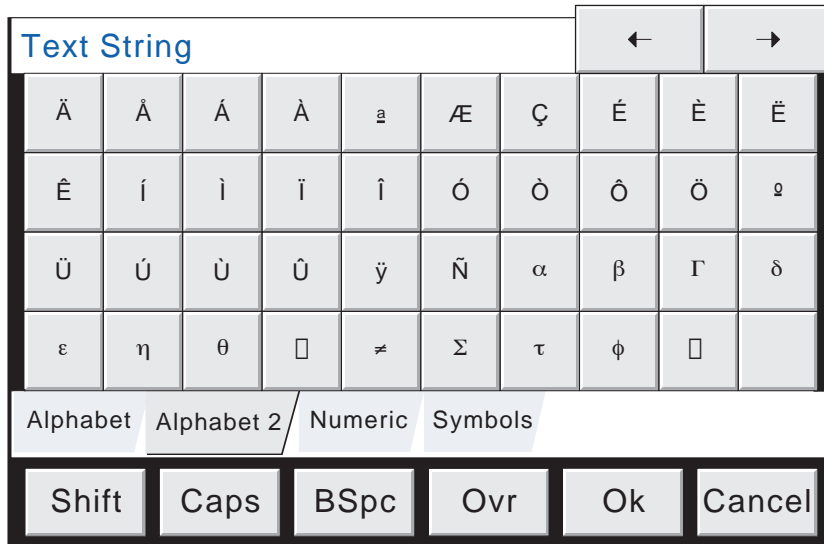 Text String ← →
Ä Å Á À ª Æ Ç É È Ë
Ê Í Ì Ï Î Ó Ò Ô Ö º
Ü Ú Ù Û ÿ Ñ α β Γ δ
ε η θ ▯ ≠ Σ τ ϕ ▯
Alphabet Alphabet 2 Numeric Symbols
Shift Caps BSpc Ovr Ok Cancel